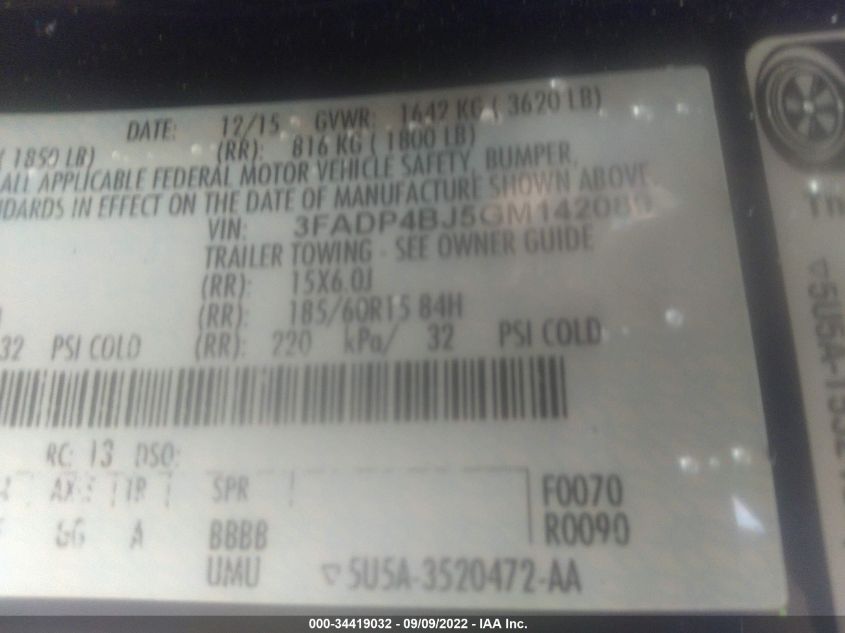 DATE: 12/15 GVWR: 1642 KG ( 3620 LB)
( 1850 LB) (RR): 816 KG ( 1800 LB)
ALL APPLICABLE FEDERAL MOTOR VEHICLE SAFETY, BUMPER,
NDARDS IN EFFECT ON THE DATE OF MANUFACTURE SHOWN ABOVE.
VIN: 3FADP4BJ5GM142080
TRAILER TOWING - SEE OWNER GUIDE
(RR): 15X6.0J
(RR): 185/60R15 84H
32 PSI COLD (RR): 220 kPa/ 32 PSI COLD
RC: 13 DSO:
AX TR SPR F0070
GG A BBBB R0090
UMU ▽5U5A-3520472-AA
000-34419032 - 09/09/2022 - IAA Inc.